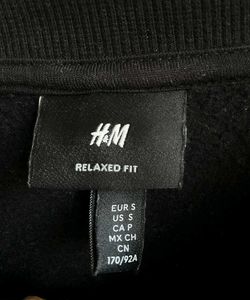 H&M
RELAXED FIT
EUR S
US S
CA P
MX CH
CN
170/92A